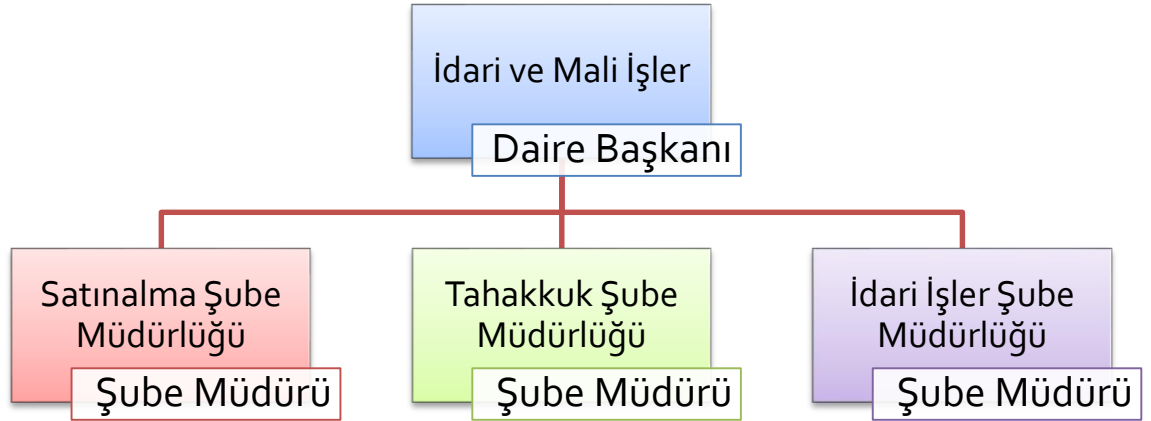 İdari ve Mali İşler
Daire Başkanı
Satınalma Şube
Müdürlüğü
Şube Müdürü
Tahakkuk Şube
Müdürlüğü
Şube Müdürü
İdari İşler Şube
Müdürlüğü
Şube Müdürü